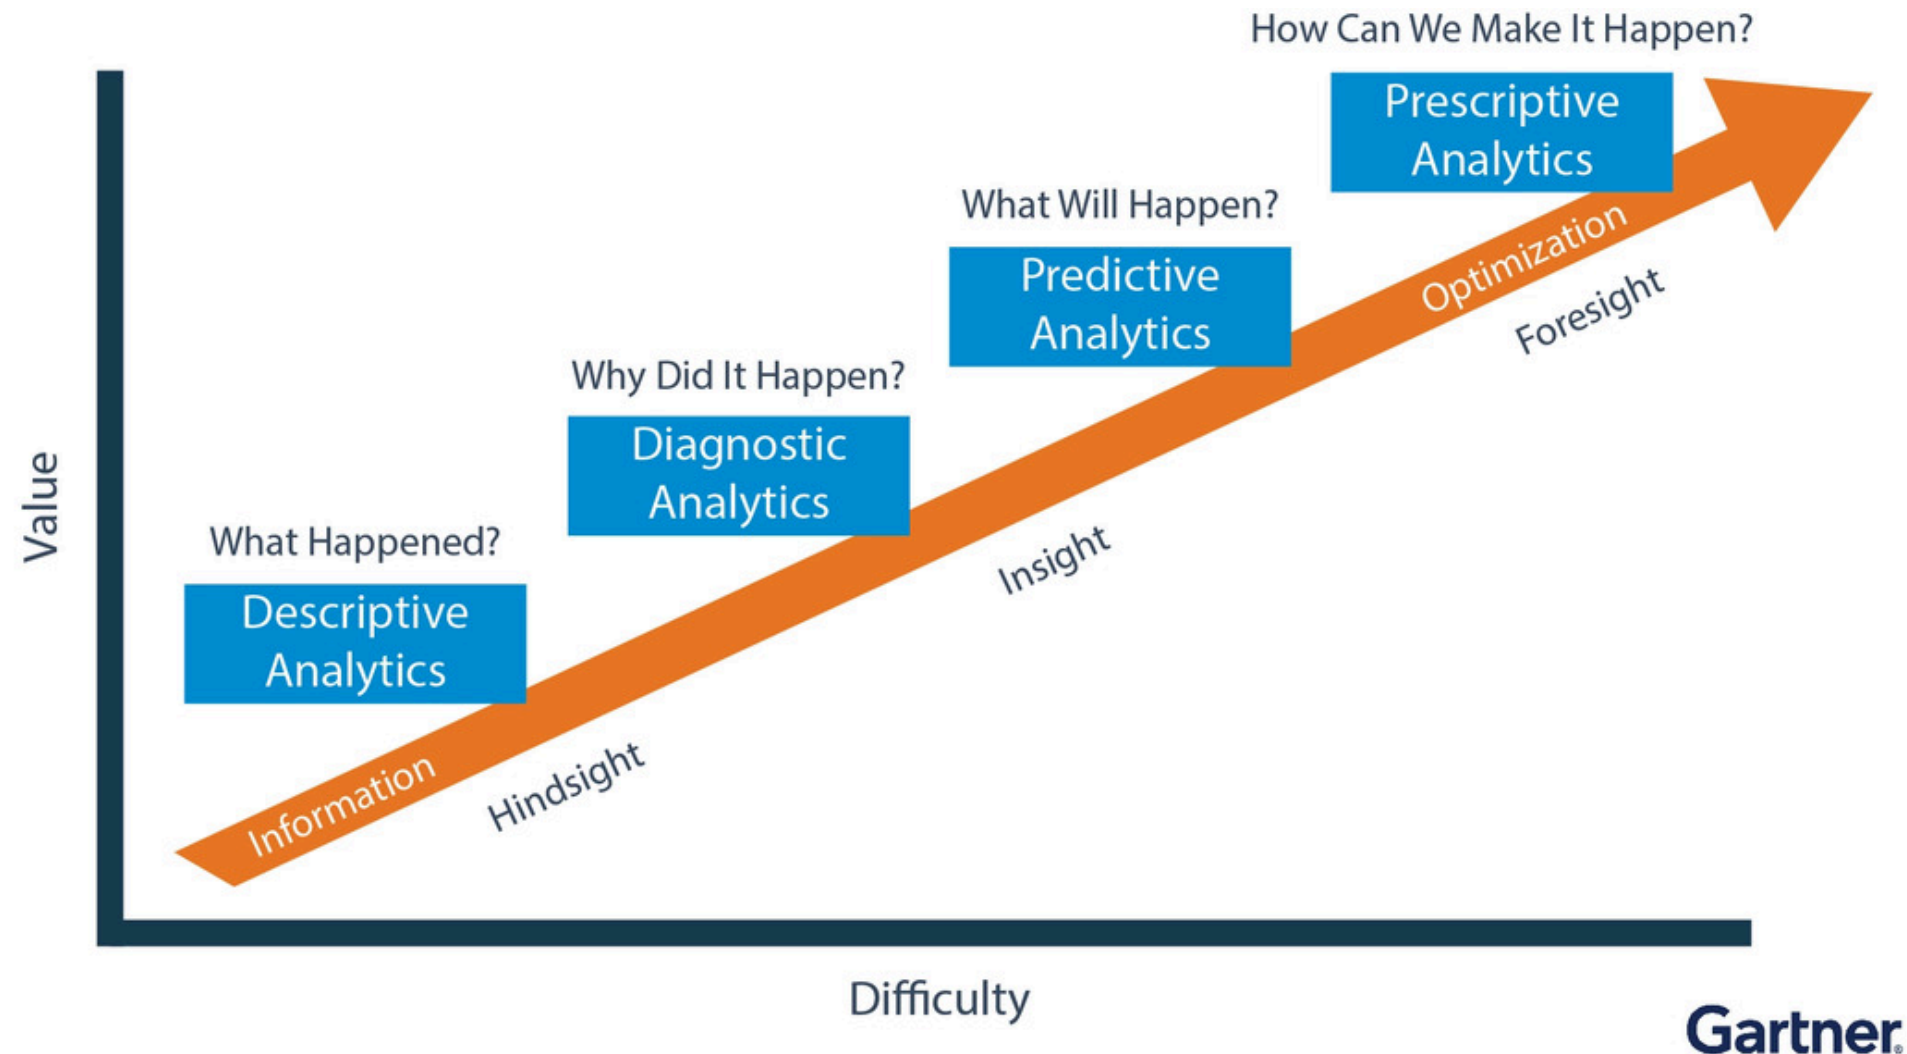 How Can We Make It Happen?
Prescriptive
Analytics
What Will Happen?
Predictive
Analytics
Optimization
Foresight
Why Did It Happen?
Diagnostic
Analytics
Insight
What Happened?
Descriptive
Analytics
Information
Hindsight
Value
Difficulty
Gartner®